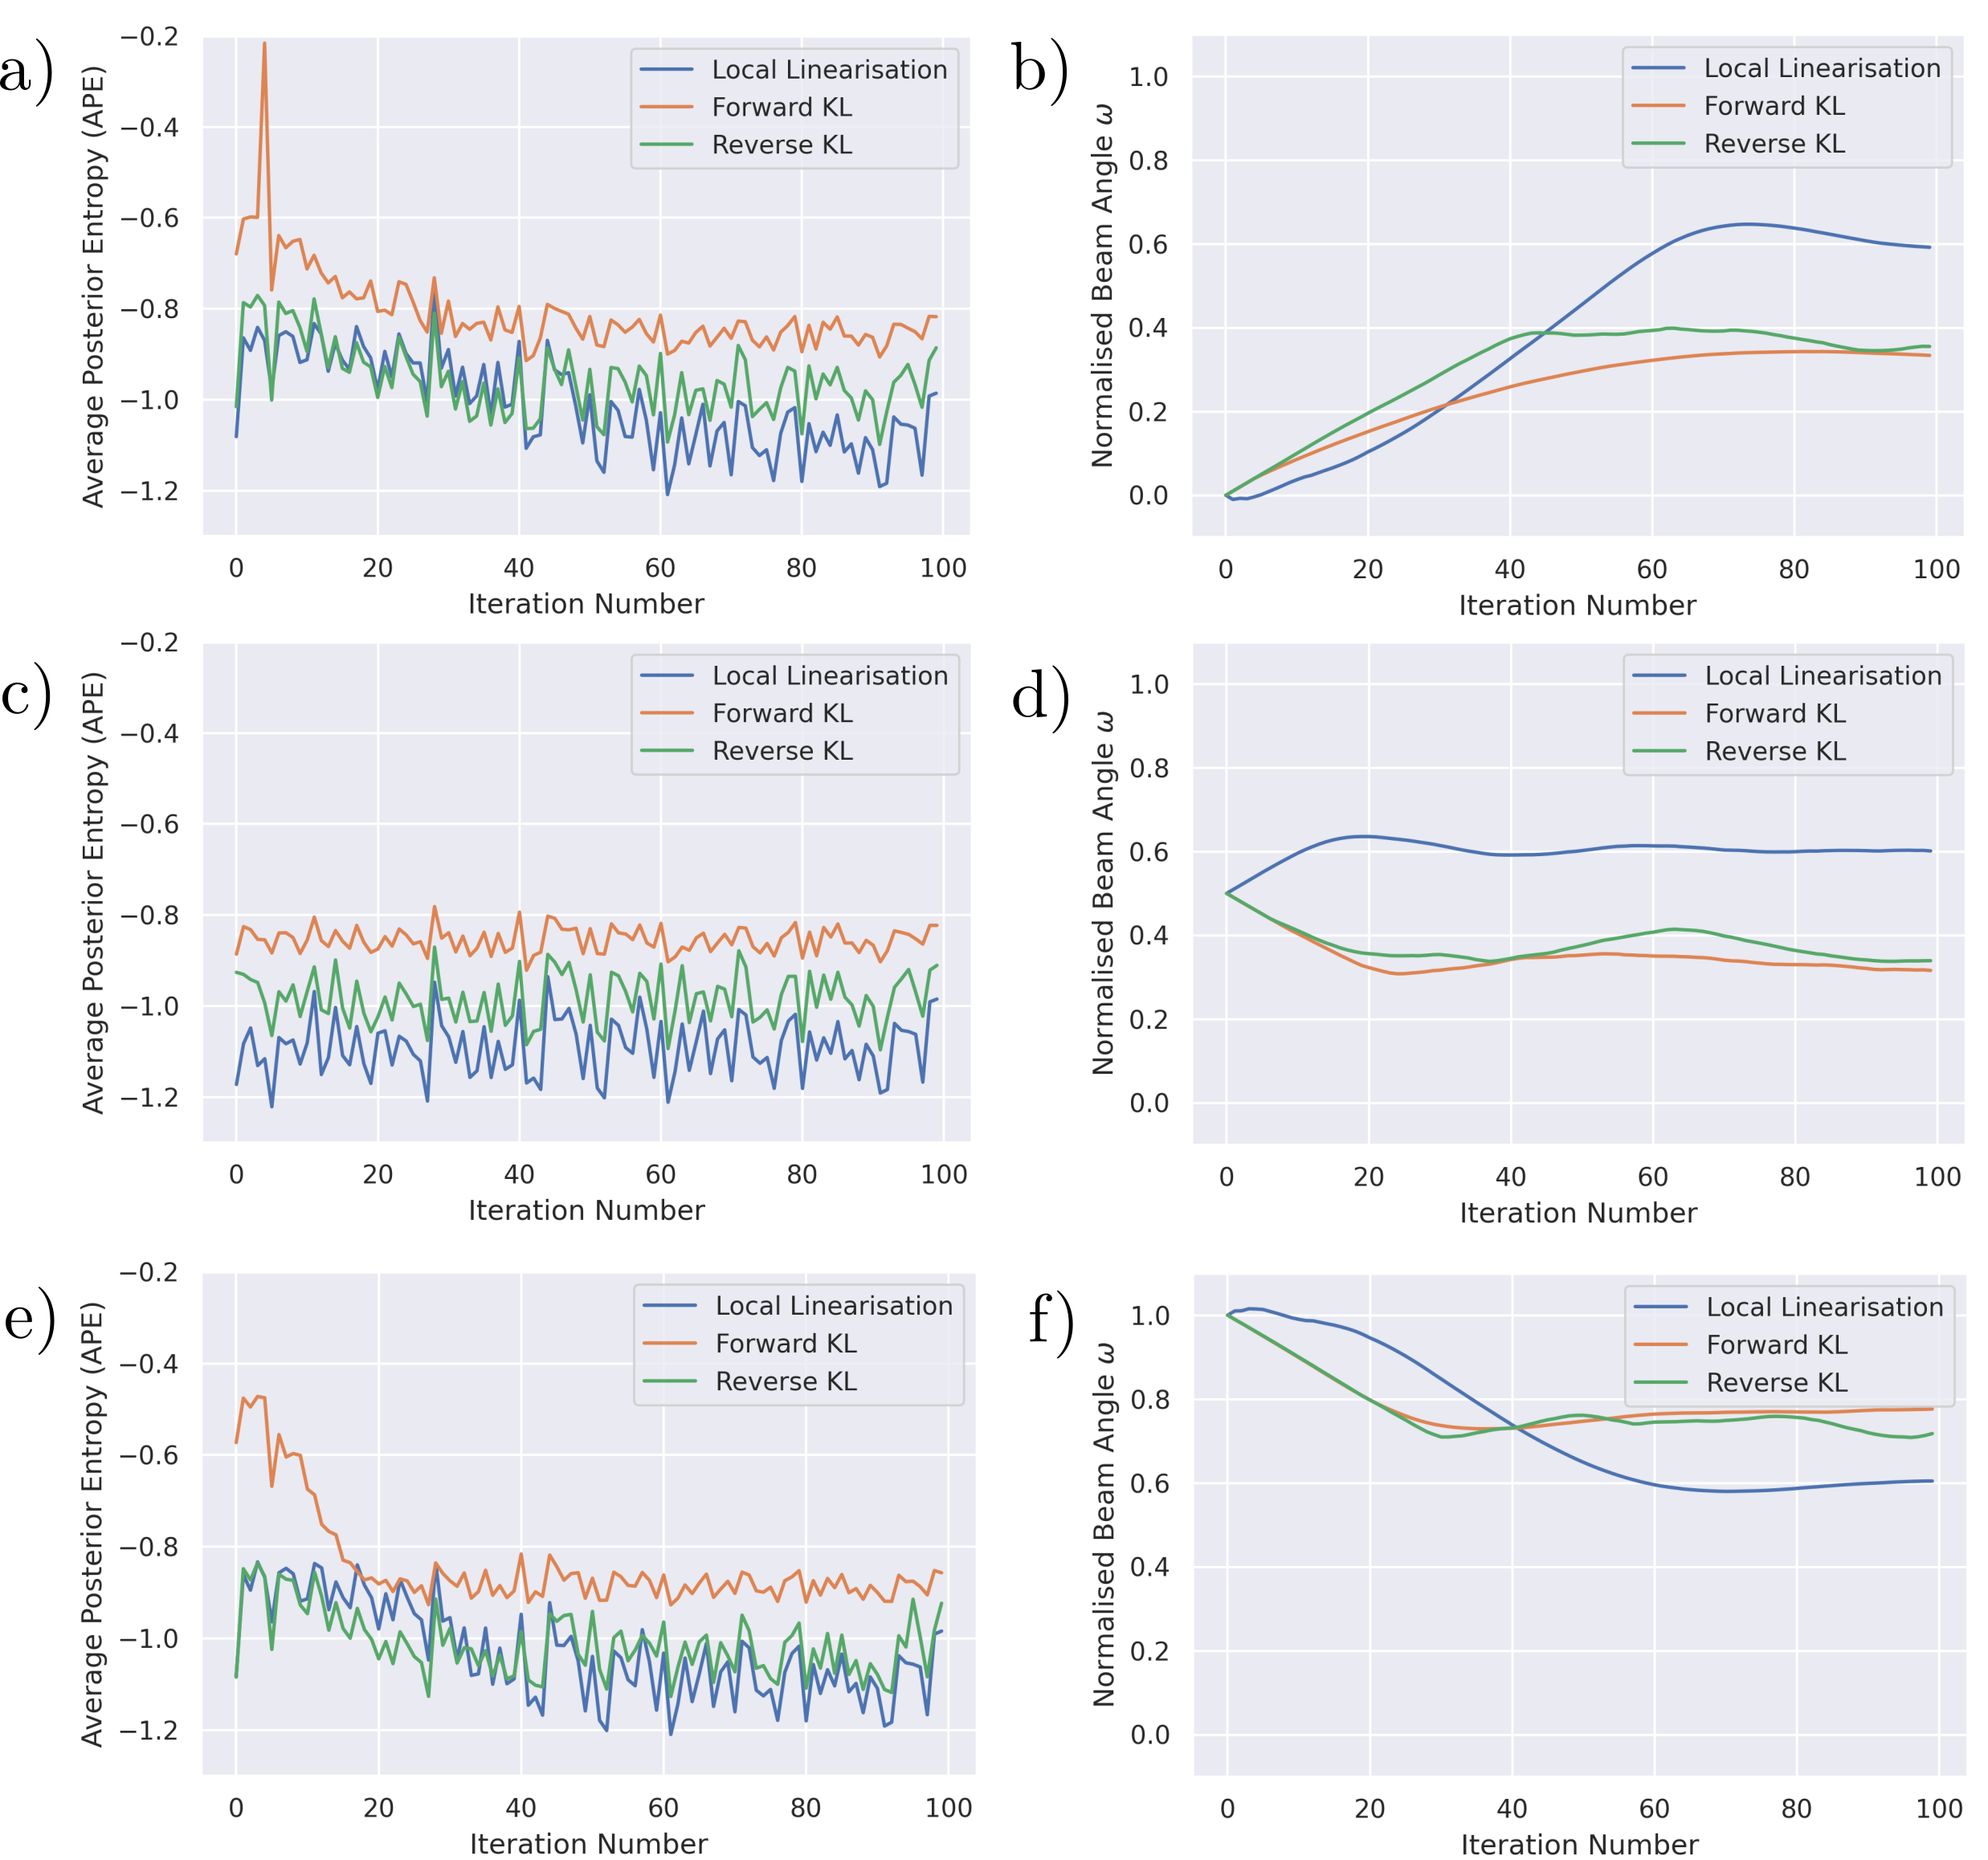 a)
Average Posterior Entropy (APE)
−0.2
−0.4
−0.6
−0.8
−1.0
−1.2
Local Linearisation
Forward KL
Reverse KL
0 20 40 60 80 100
Iteration Number
b)
Normalised Beam Angle ω
1.0
0.8
0.6
0.4
0.2
0.0
Local Linearisation
Forward KL
Reverse KL
0 20 40 60 80 100
Iteration Number
c)
Average Posterior Entropy (APE)
−0.2
−0.4
−0.6
−0.8
−1.0
−1.2
Local Linearisation
Forward KL
Reverse KL
0 20 40 60 80 100
Iteration Number
d)
Normalised Beam Angle ω
1.0
0.8
0.6
0.4
0.2
0.0
Local Linearisation
Forward KL
Reverse KL
0 20 40 60 80 100
Iteration Number
e)
Average Posterior Entropy (APE)
−0.2
−0.4
−0.6
−0.8
−1.0
−1.2
Local Linearisation
Forward KL
Reverse KL
0 20 40 60 80 100
Iteration Number
f)
Normalised Beam Angle ω
1.0
0.8
0.6
0.4
0.2
0.0
Local Linearisation
Forward KL
Reverse KL
0 20 40 60 80 100
Iteration Number